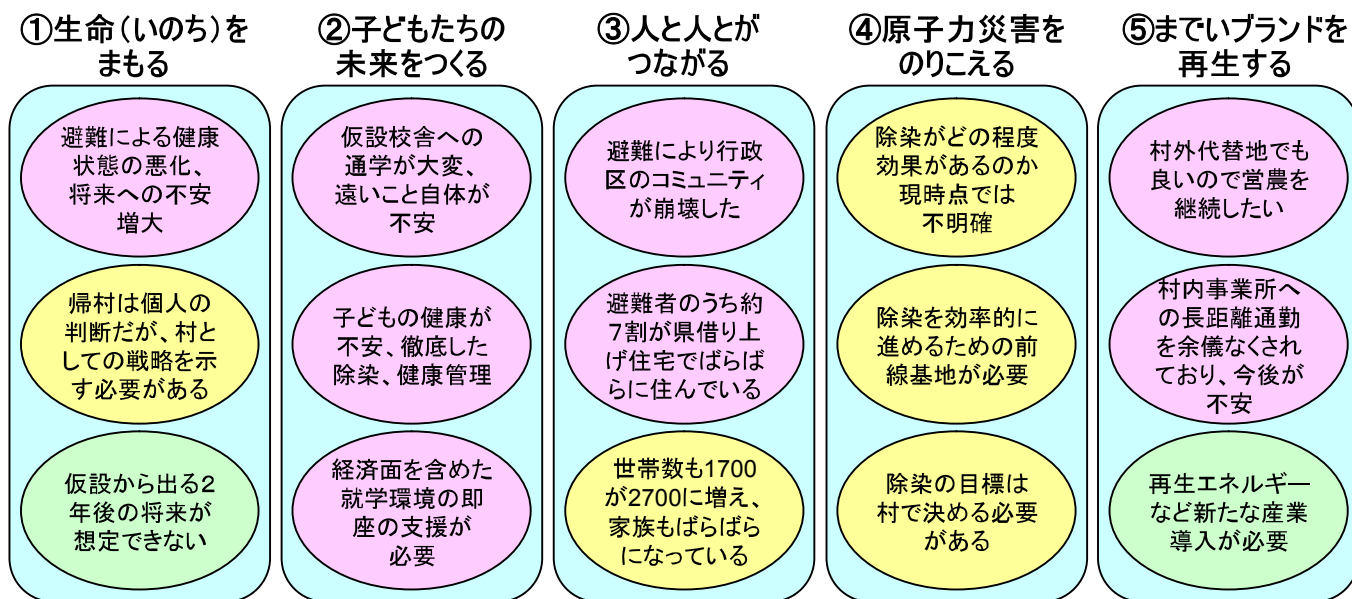 ①生命(いのち)を
まもる
避難による健康
状態の悪化、
将来への不安
増大
帰村は個人の
判断だが、村と
しての戦略を示
す必要がある
仮設から出る2
年後の将来が
想定できない
②子どもたちの
未来をつくる
仮設校舎への
通学が大変、
遠いこと自体が
不安
子どもの健康が
不安、徹底した
除染、健康管理
経済面を含めた
就学環境の即
座の支援が
必要
③人と人とが
つながる
避難により行政
区のコミュニティ
が崩壊した
避難者のうち約
7割が県借り上
げ住宅でばらば
らに住んでいる
世帯数も1700
が2700に増え、
家族もばらばら
になっている
④原子力災害を
のりこえる
除染がどの程度
効果があるのか
現時点では
不明確
除染を効率的に
進めるための前
線基地が必要
除染の目標は
村で決める必要
がある
⑤までいブランドを
再生する
村外代替地でも
良いので営農を
継続したい
村内事業所へ
の長距離通勤
を余儀なくされ
ており、今後が
不安
再生エネルギー
など新たな産業
導入が必要